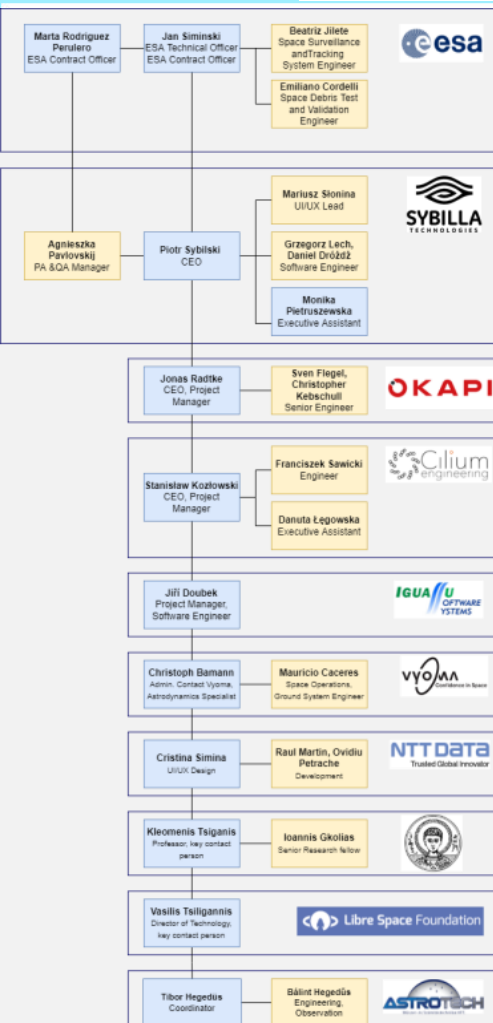 Marta Rodriguez
Perulero
ESA Contract Officer
Jan Siminski
ESA Technical Officer
ESA Contract Officer
Beatriz Jilete
Space Surveillance
andTracking
System Engineer
Emiliano Cordelli
Space Debris Test
and Validation
Engineer
esa
Agnieszka
Pavlovskij
PA &QA Manager
Piotr Sybilski
CEO
Mariusz Słonina
UI/UX Lead
Grzegorz Lech,
Daniel Dróżdż
Software Engineer
Monika
Pietruszewska
Executive Assistant
SYBILLA
TECHNOLOGIES
Jonas Radtke
CEO, Project
Manager
Sven Flegel,
Christopher
Kebschull
Senior Engineer
OKAPI
Stanisław Kozłowski
CEO, Project
Manager
Franciszek Sawicki
Engineer
Danuta Łęgowska
Executive Assistant
Cilium
engineering
Jiří Doubek
Project Manager,
Software Engineer
IGUA U
OFTWARE
YSTEMS
Christoph Bamann
Admin. Contact Vyoma,
Astrodynamics Specialist
Mauricio Caceres
Space Operations,
Ground System Engineer
VYOMA
Confidence in Space
Cristina Simina
UI/UX Design
Raul Martin, Ovidiu
Petrache
Development
NTT DATA
Trusted Global Innovator
Kleomenis Tsiganis
Professor, key contact
person
Ioannis Gkolias
Senior Research fellow
Vasilis Tsiligannis
Director of Technology,
key contact person
Libre Space Foundation
Tibor Hegedüs
Coordinator
Bálint Hegedüs
Engineering,
Observation
ASTROTECH